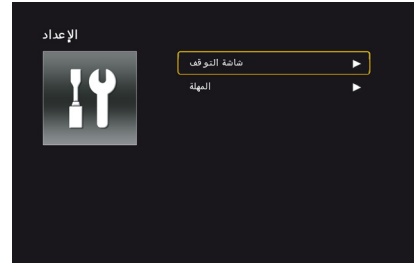 الإعداد
شاشة التوقف
المهلة